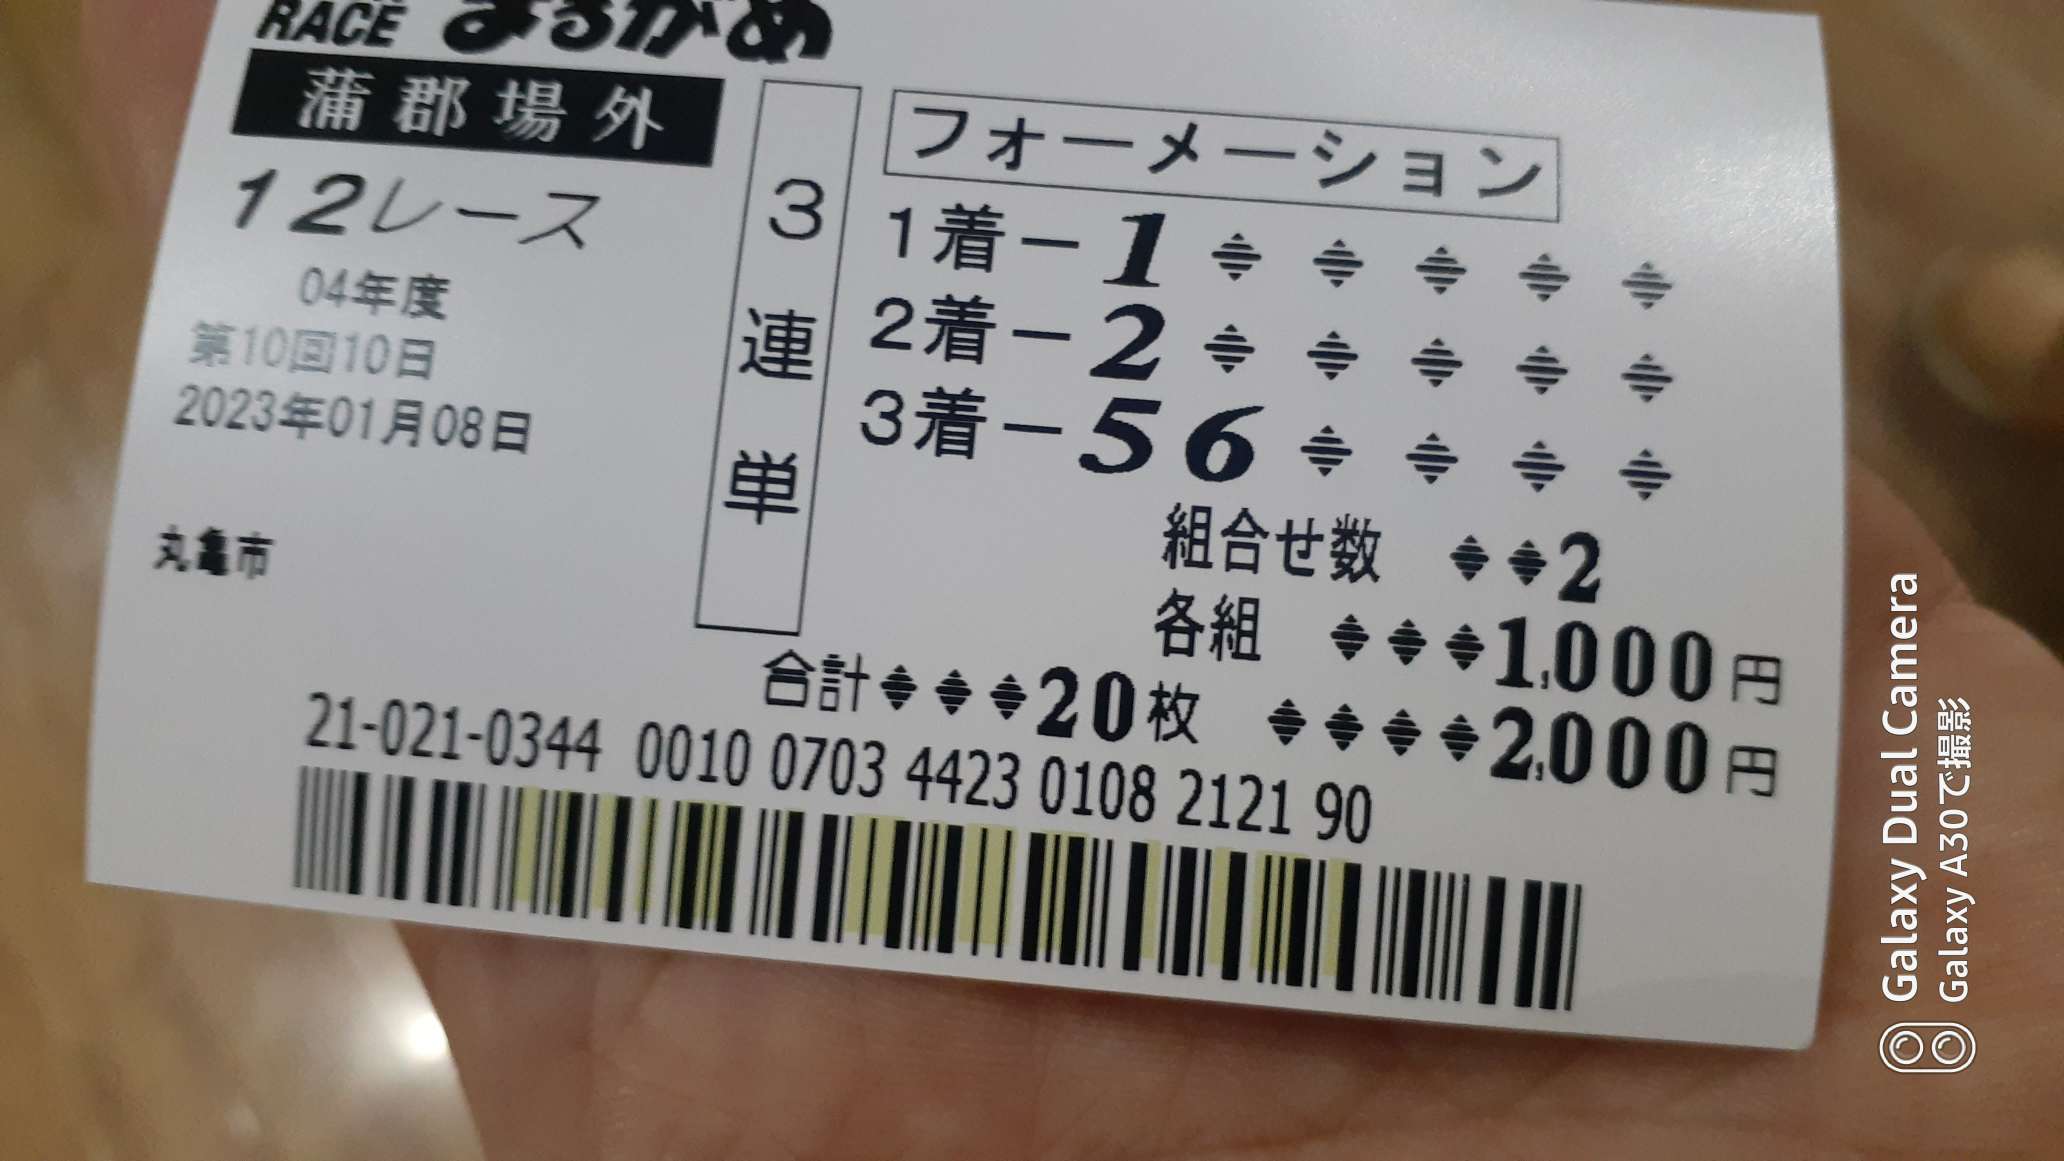 RACE まるがめ
蒲郡場外
12レース
04年度
第10回10日
2023年01月08日
丸亀市
3連単
フォーメーション
1着－1
2着－2
3着－5 6
組合せ数 2
各組 1,000円
合計 20枚 2,000円
21-021-0344 0010 0703 4423 0108 2121 90
Galaxy Dual Camera
Galaxy A30で撮影